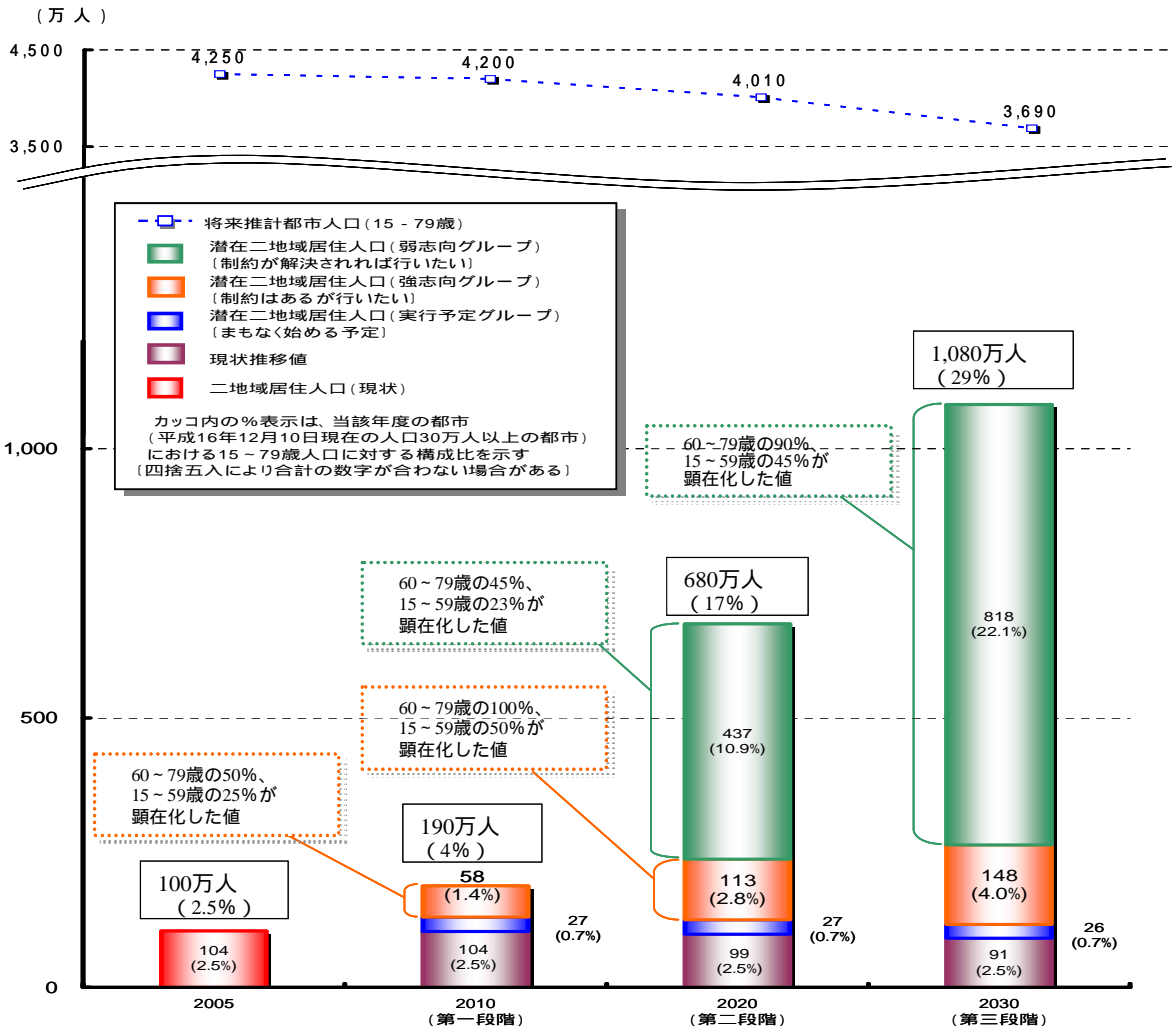 (万人)
4,500
4,250
4,200
4,010
3,690
3,500
将来推計都市人口(15 - 79歳)
潜在二地域居住人口(弱志向グループ)
〔制約が解決されれば行いたい〕
潜在二地域居住人口(強志向グループ)
〔制約はあるが行いたい〕
潜在二地域居住人口(実行予定グループ)
〔まもなく始める予定〕
現状推移値
二地域居住人口(現状)
カッコ内の%表示は、当該年度の都市
(平成16年12月10日現在の人口30万人以上の都市)
における15~79歳人口に対する構成比を示す
〔四捨五入により合計の数字が合わない場合がある〕
1,080万人
(29%)
1,000
60~79歳の90%、
15~59歳の45%が
顕在化した値
60~79歳の45%、
15~59歳の23%が
顕在化した値
680万人
(17%)
818
(22.1%)
500
60~79歳の100%、
15~59歳の50%が
顕在化した値
437
(10.9%)
60~79歳の50%、
15~59歳の25%が
顕在化した値
190万人
(4%)
100万人
(2.5%)
58
(1.4%)
113
(2.8%)
148
(4.0%)
27
(0.7%)
27
(0.7%)
26
(0.7%)
104
(2.5%)
104
(2.5%)
99
(2.5%)
91
(2.5%)
0
2005
2010
(第一段階)
2020
(第二段階)
2030
(第三段階)